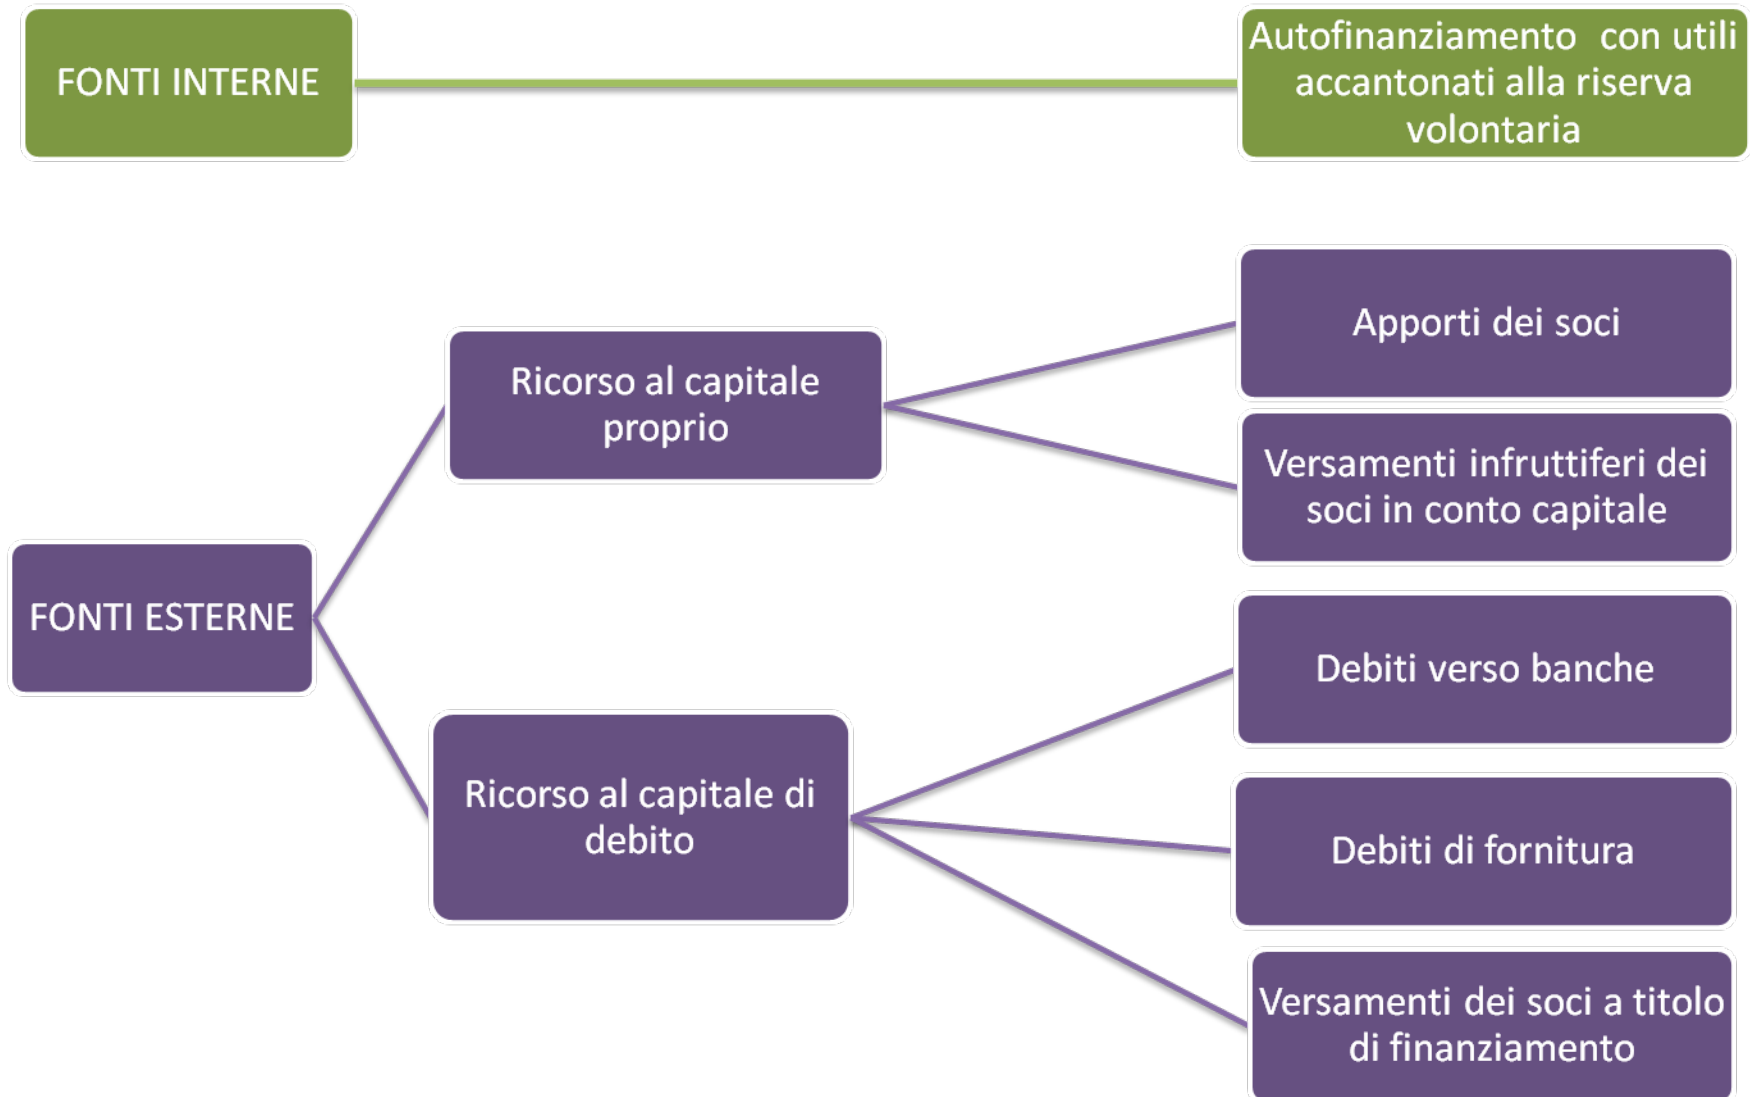 FONTI INTERNE
Autofinanziamento  con utili
accantonati alla riserva
volontaria
FONTI ESTERNE
Ricorso al capitale
proprio
Apporti dei soci
Versamenti infruttiferi dei
soci in conto capitale
Ricorso al capitale di
debito
Debiti verso banche
Debiti di fornitura
Versamenti dei soci a titolo
di finanziamento